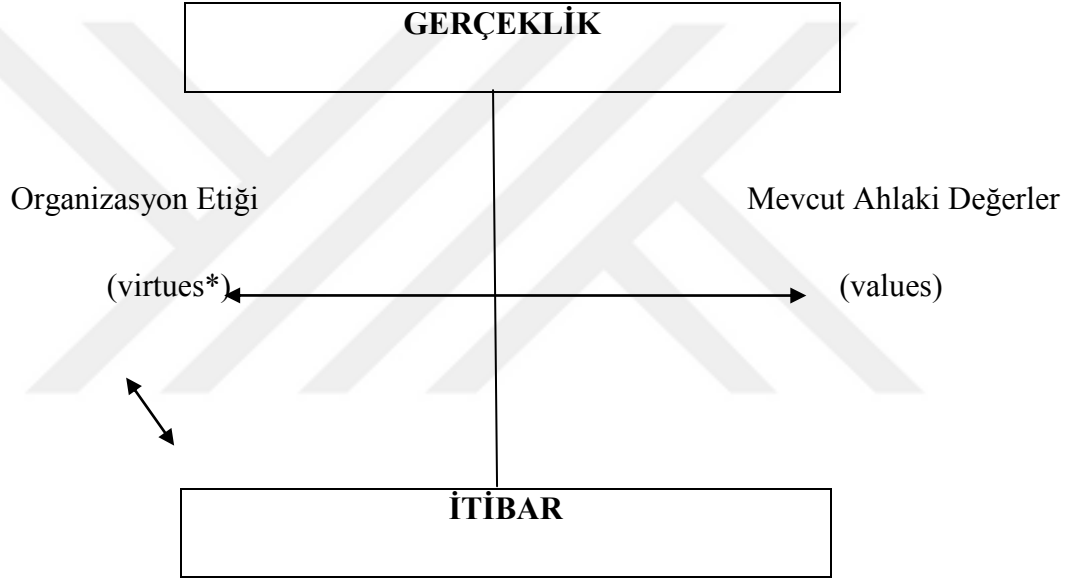 GERÇEKLİK
Organizasyon Etiği
Mevcut Ahlaki Değerler
(virtues*)
(values)
İTİBAR